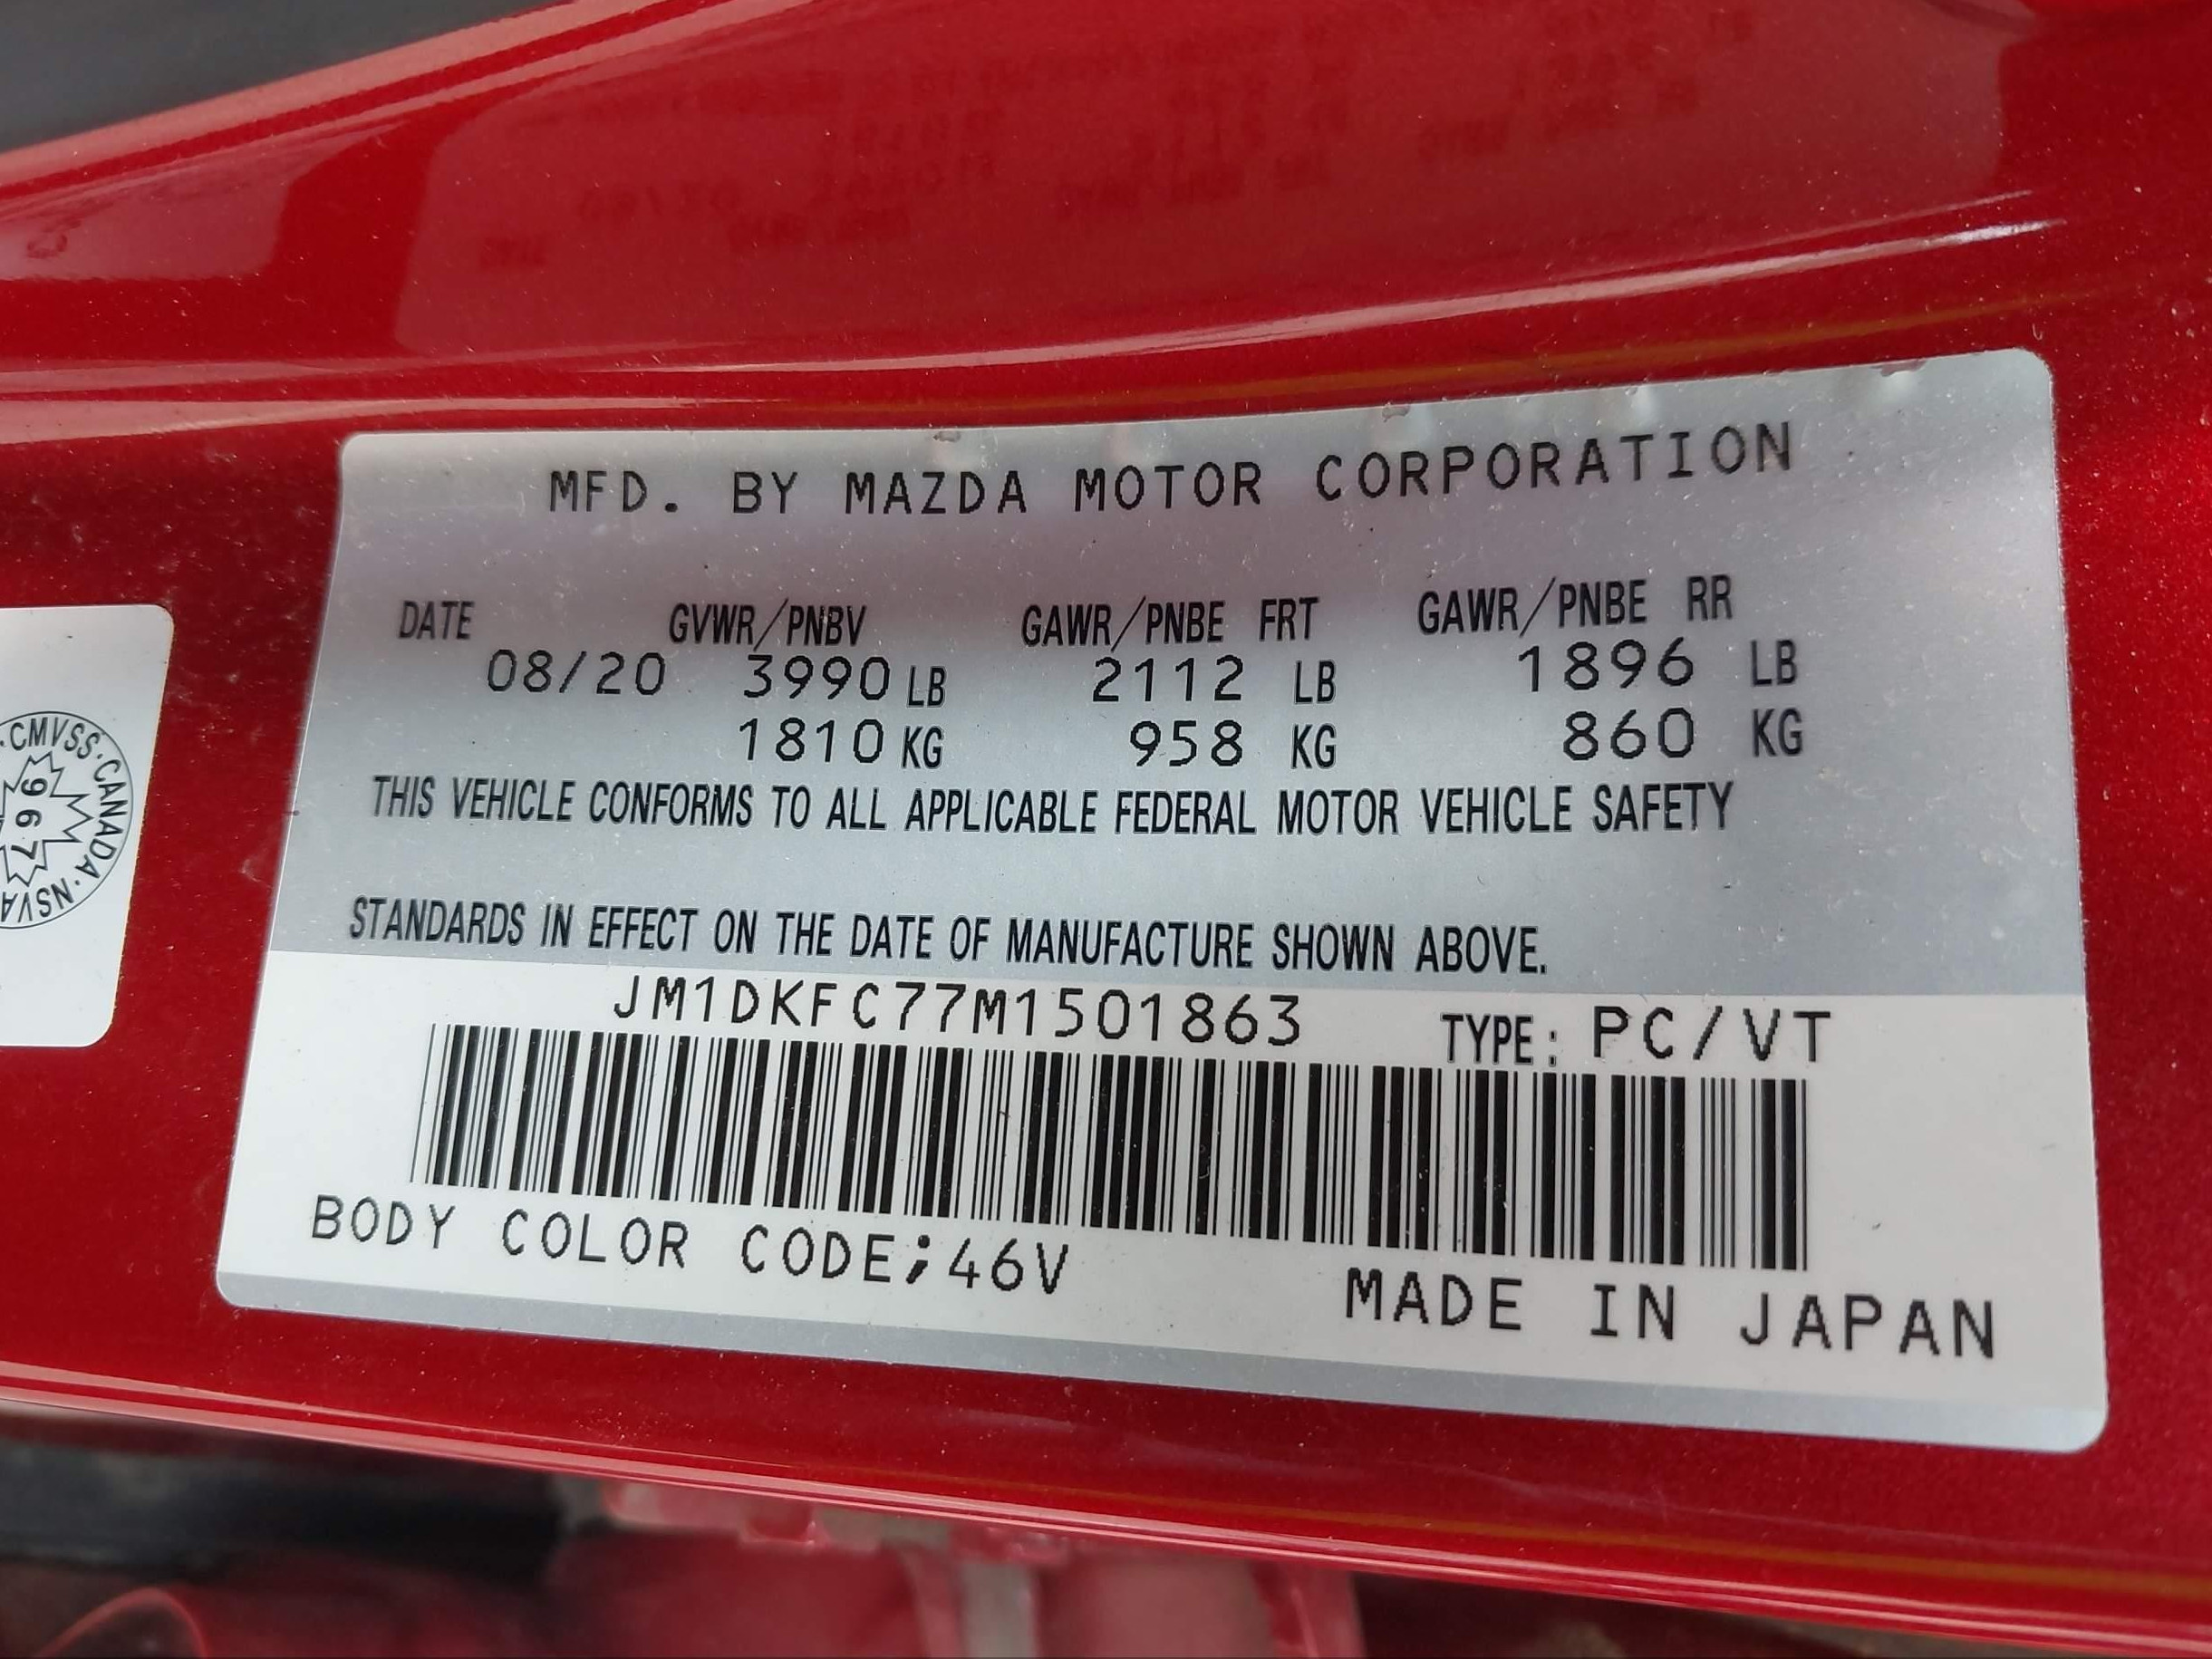 MFD. BY MAZDA MOTOR CORPORATION
DATE GVWR/PNBV GAWR/PNBE FRT GAWR/PNBE RR
08/20 3990 LB 2112 LB 1896 LB
1810 KG 958 KG 860 KG
THIS VEHICLE CONFORMS TO ALL APPLICABLE FEDERAL MOTOR VEHICLE SAFETY
STANDARDS IN EFFECT ON THE DATE OF MANUFACTURE SHOWN ABOVE.
JM1DKFC77M1501863 TYPE: PC/VT
BODY COLOR CODE;46V
MADE IN JAPAN
CMVSS·CANADA·NSVA
967